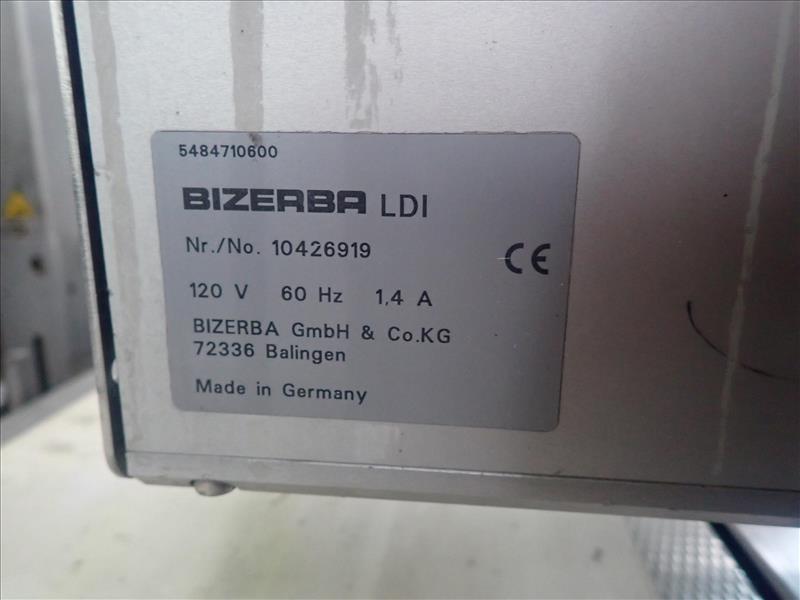 5484710600
BIZERBA LDI
Nr./No. 10426919
CE
120 V 60 Hz 1,4 A
BIZERBA GmbH & Co.KG
72336 Balingen
Made in Germany